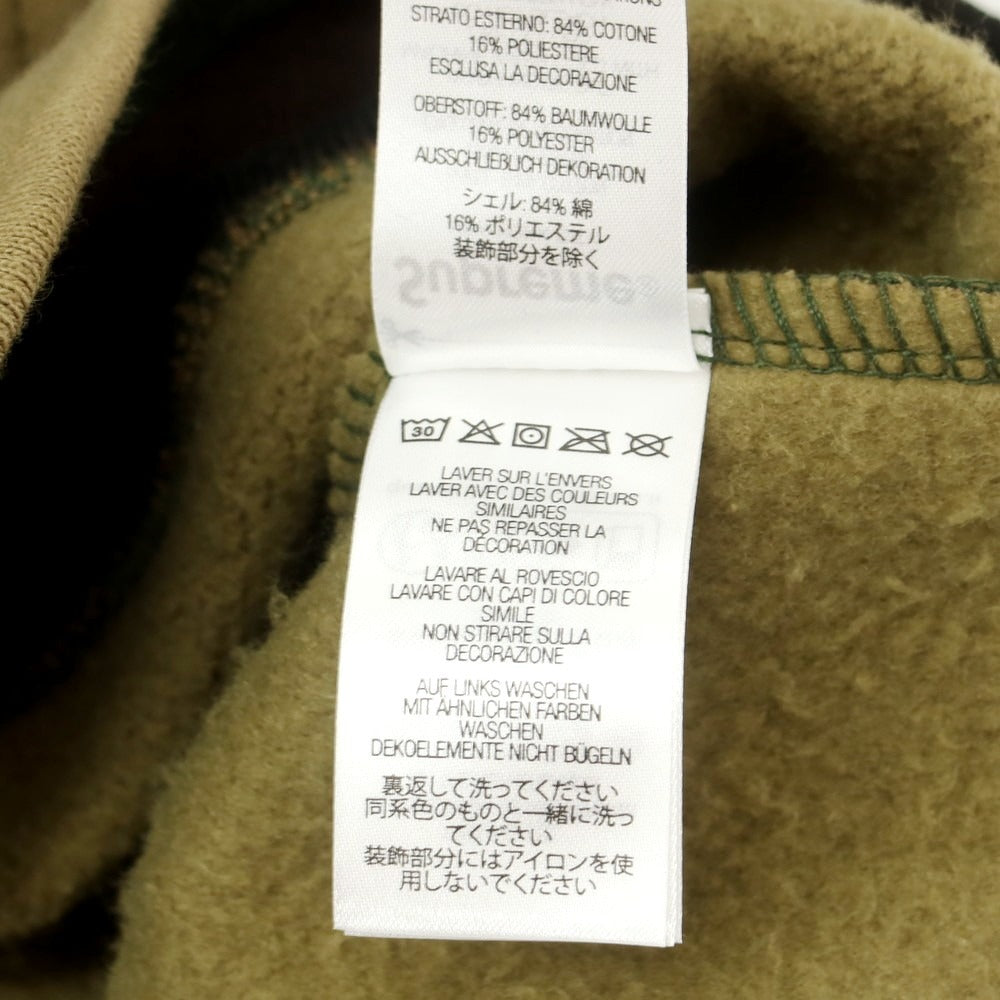 STRATO ESTERNO: 84% COTONE
16% POLIESTERE
ESCLUSA LA DECORAZIONE
OBERSTOFF: 84% BAUMWOLLE
16% POLYESTER
AUSSCHLIEßLICH DEKORATION
シェル: 84% 綿
16% ポリエステル
装飾部分を除く
Supreme
30
LAVER SUR L'ENVERS
LAVER AVEC DES COULEURS
SIMILAIRES
NE PAS REPASSER LA
DÉCORATION
LAVARE AL ROVESCIO
LAVARE CON CAPI DI COLORE
SIMILE
NON STIRARE SULLA
DECORAZIONE
AUF LINKS WASCHEN
MIT ÄHNLICHEN FARBEN
WASCHEN
DEKOELEMENTE NICHT BÜGELN
裏返して洗ってください
同系色のものと一緒に洗っ
てください
装飾部分にはアイロンを使
用しないでください